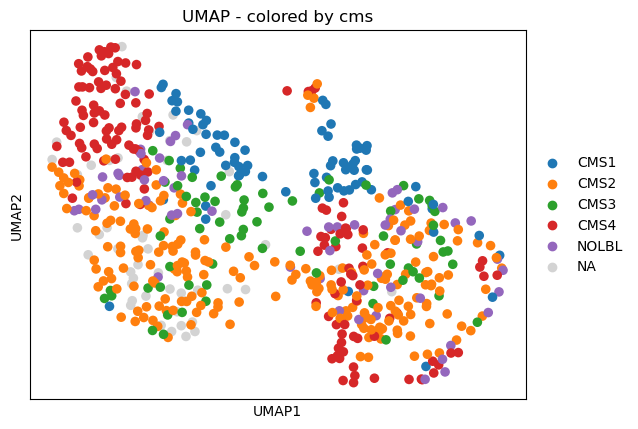 UMAP - colored by cms
UMAP2
CMS1
CMS2
CMS3
CMS4
NOLBL
NA
UMAP1